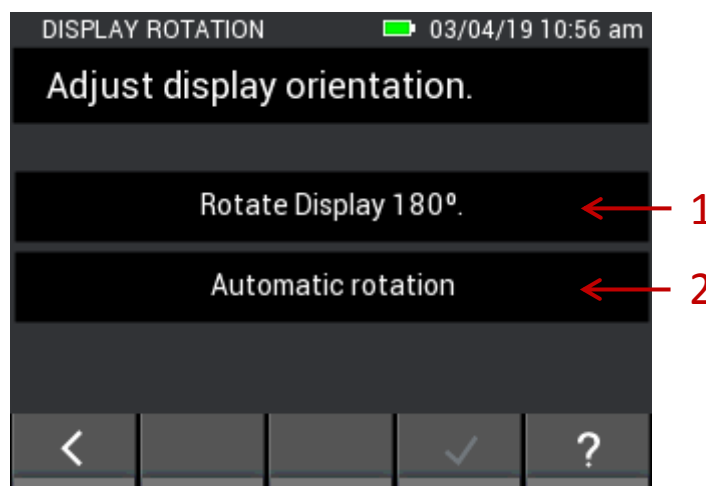 DISPLAY ROTATION 03/04/19 10:56 am
Adjust display orientation.
Rotate Display 180º. 1
Automatic rotation 2
?